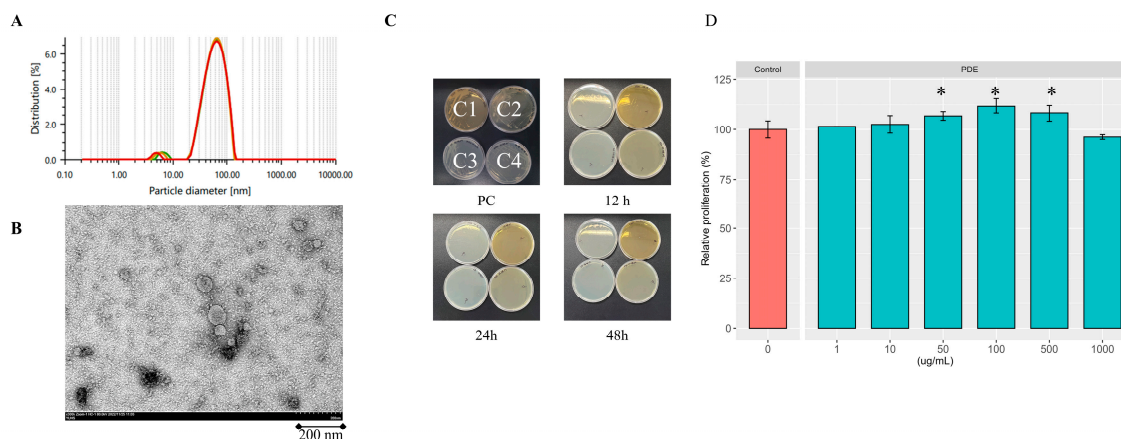 A
Distribution [%]
6.0
4.0
2.0
0
0.10 1.00 10.00 100.00 1000.00 10000.00
Particle diameter [nm]
B
200 nm
C
C1 C2
C3 C4
PC
12 h
24h
48h
D
Control PDE
Relative proliferation (%)
125
100
75
50
25
0
* * *
0 1 10 50 100 500 1000
(ug/mL)